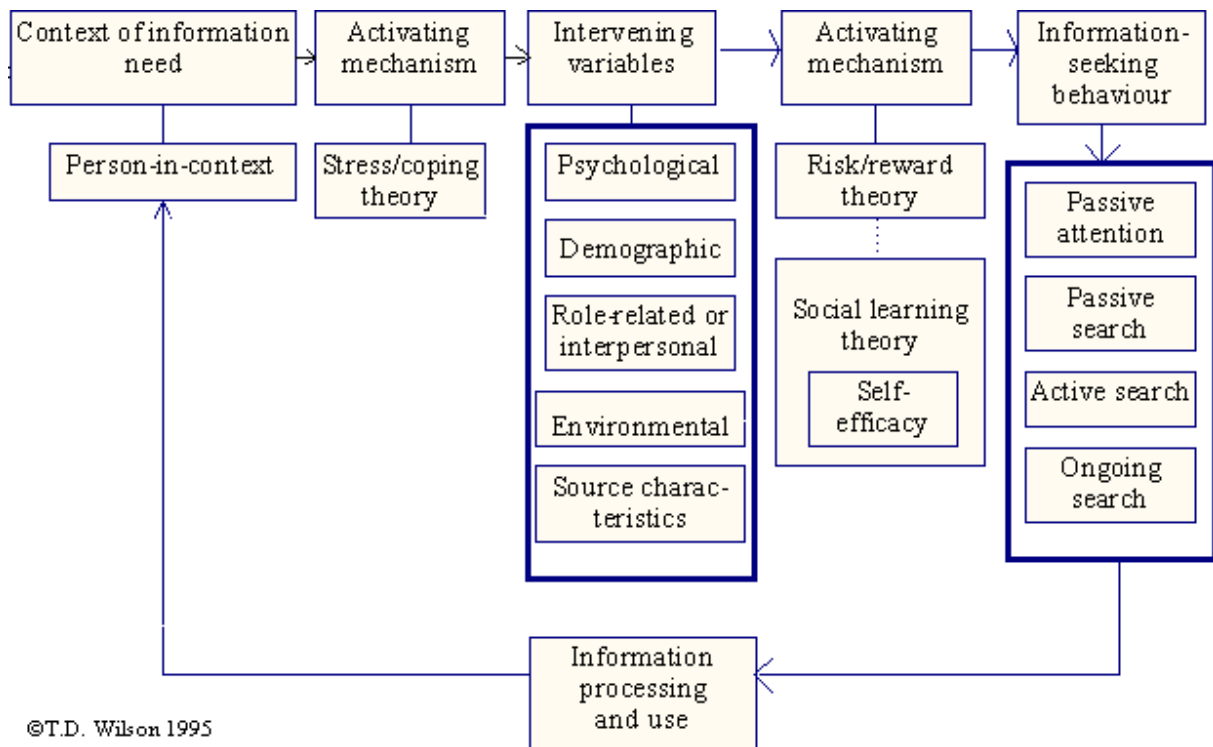 Context of information
need
Activating
mechanism
Intervening
variables
Activating
mechanism
Information-
seeking
behaviour
Person-in-context
Stress/coping
theory
Psychological
Demographic
Role-related or
interpersonal
Environmental
Source charac-
teristics
Risk/reward
theory
Social learning
theory
Self-
efficacy
Passive
attention
Passive
search
Active search
Ongoing
search
Information
processing
and use
©T.D. Wilson 1995